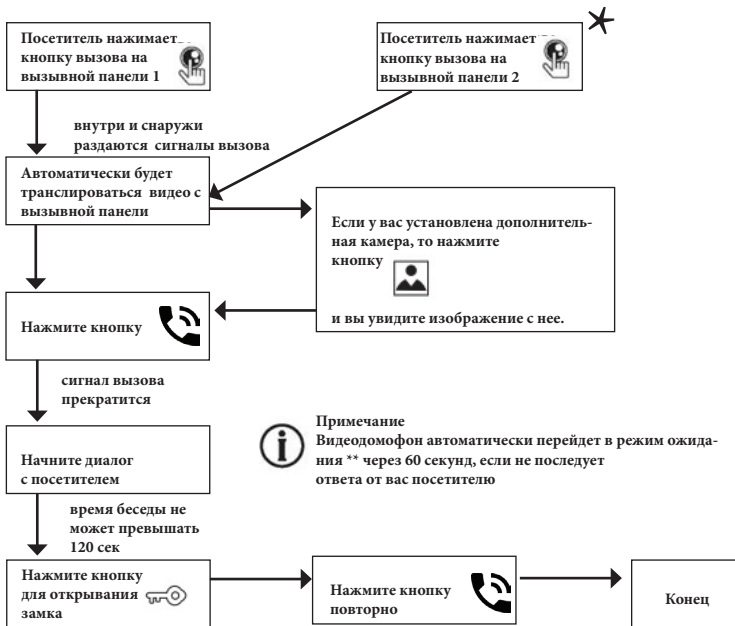 Посетитель нажимает
кнопку вызова на
вызывной панели 1
Посетитель нажимает
кнопку вызова на
вызывной панели 2
внутри и снаружи
раздаются сигналы вызова
Автоматически будет
транслироваться видео с
вызывной панели
Если у вас установлена дополнитель-
ная камера, то нажмите
кнопку
и вы увидите изображение с нее.
Нажмите кнопку
сигнал вызова
прекратится
Примечание
Видеодомофон автоматически перейдет в режим ожида-
ния ** через 60 секунд, если не последует
ответа от вас посетителю
Начните диалог
с посетителем
время беседы не
может превышать
120 сек
Нажмите кнопку
для открывания
замка
Нажмите кнопку
повторно
Конец